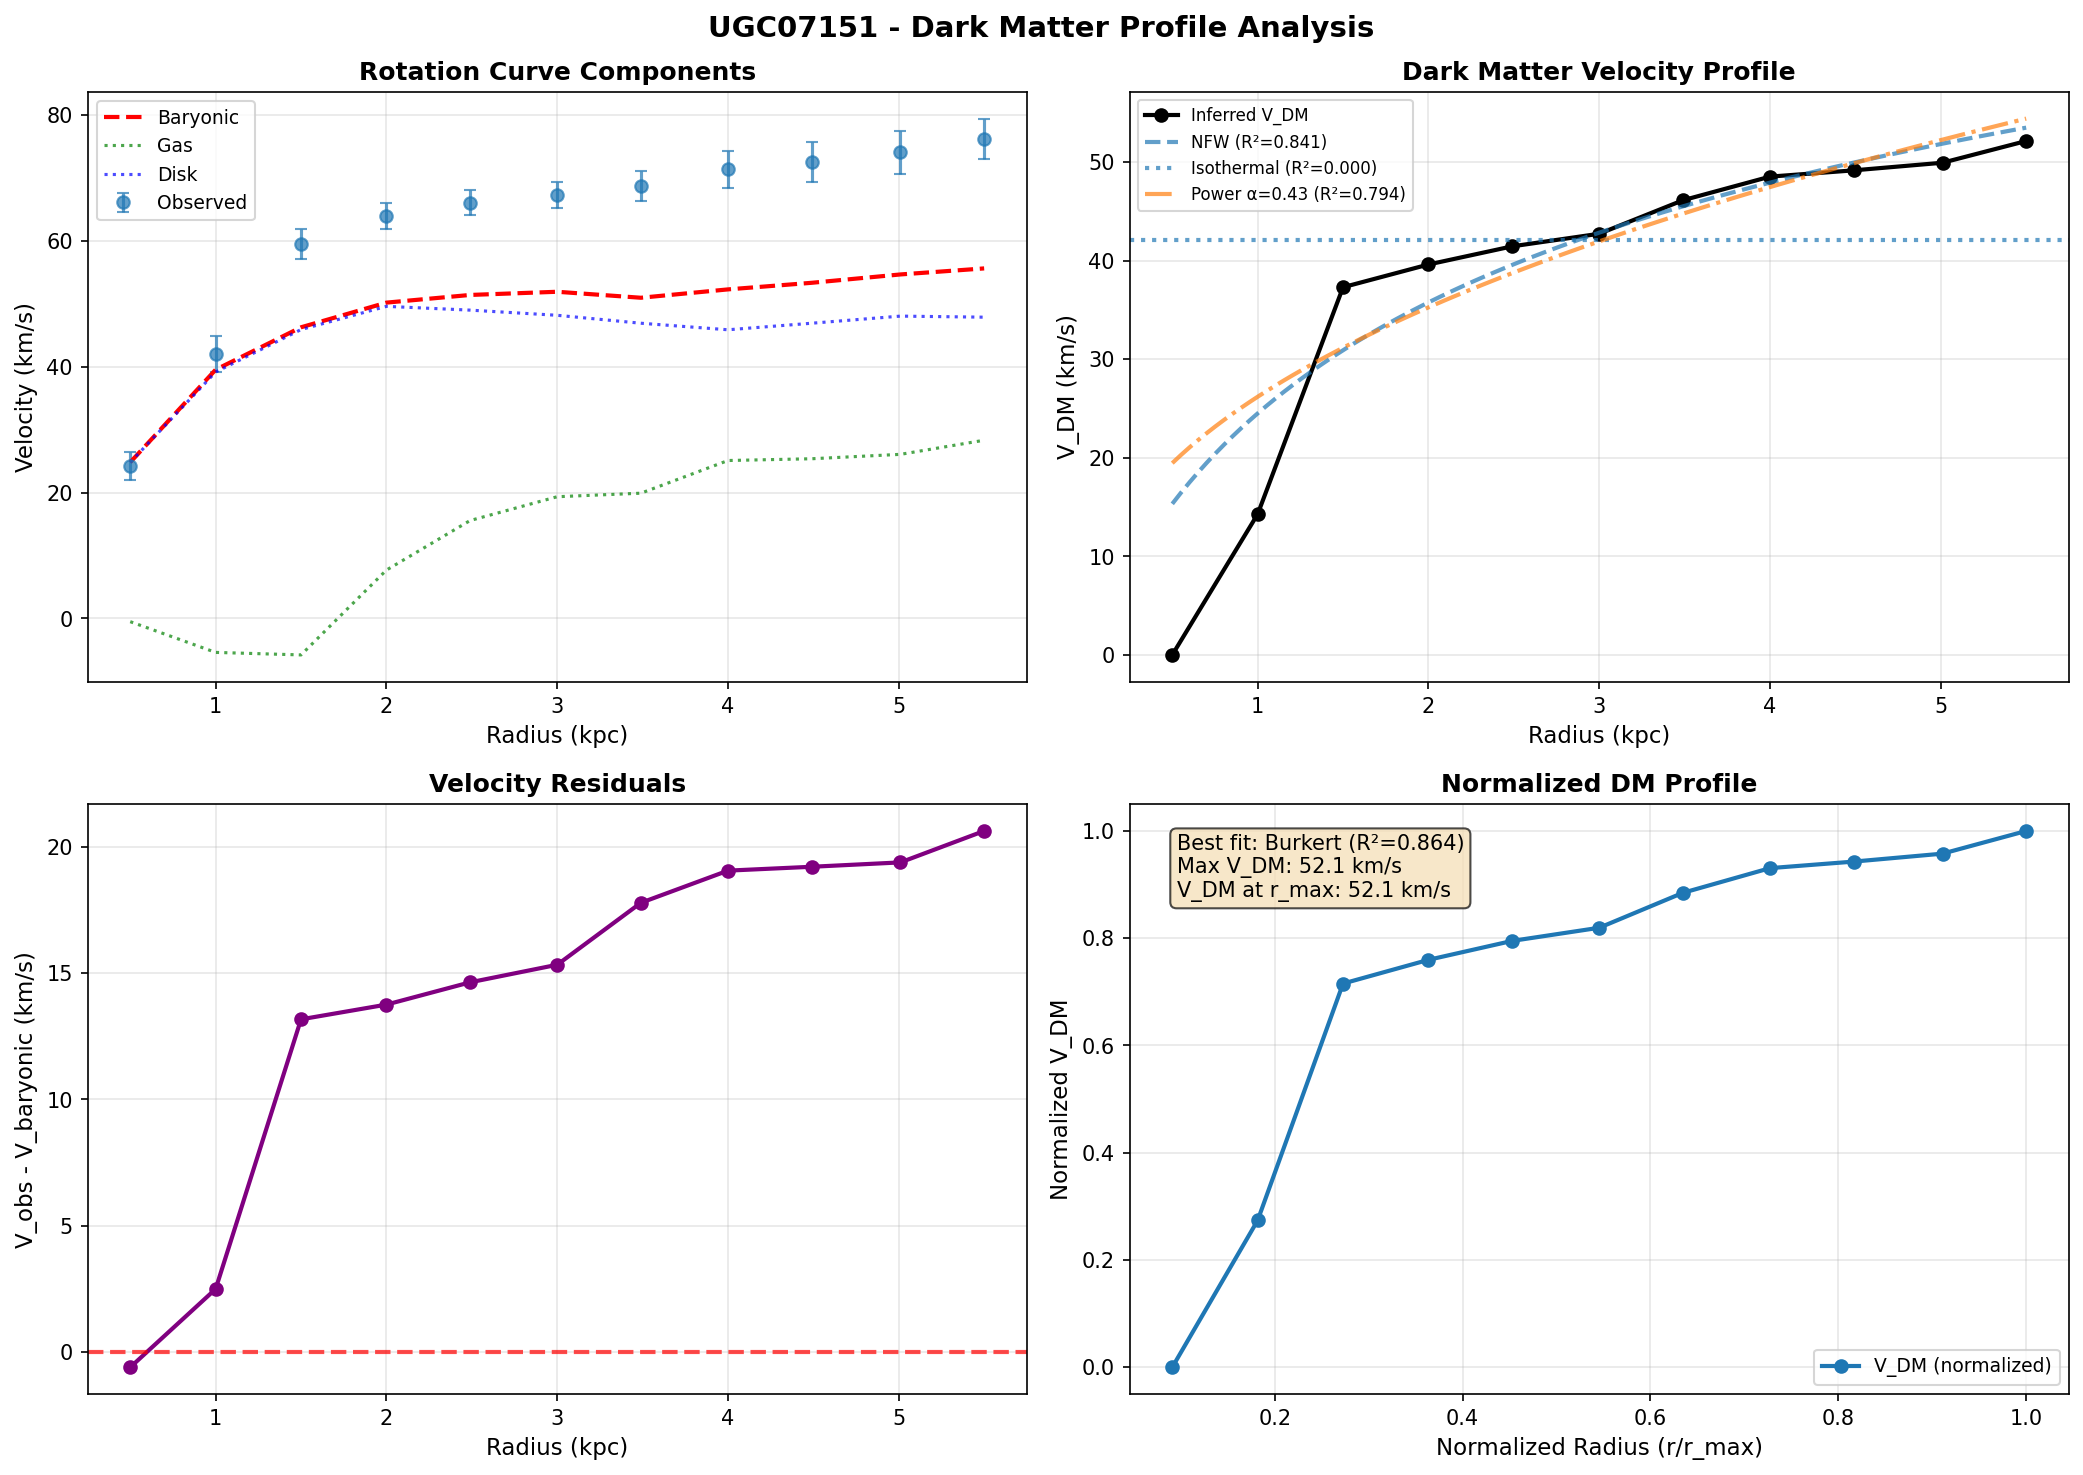 UGC07151 - Dark Matter Profile Analysis
Rotation Curve Components
Baryonic
Gas
Disk
Observed
80
60
40
20
0
Velocity (km/s)
1
2
3
4
5
Radius (kpc)
Dark Matter Velocity Profile
Inferred V_DM
NFW (R²=0.841)
Isothermal (R²=0.000)
Power α=0.43 (R²=0.794)
50
40
30
20
10
0
V_DM (km/s)
1
2
3
4
5
Radius (kpc)
Velocity Residuals
20
15
10
5
0
V_obs - V_baryonic (km/s)
1
2
3
4
5
Radius (kpc)
Normalized DM Profile
Best fit: Burkert (R²=0.864)
Max V_DM: 52.1 km/s
V_DM at r_max: 52.1 km/s
1.0
0.8
0.6
0.4
0.2
0.0
Normalized V_DM
V_DM (normalized)
0.2
0.4
0.6
0.8
1.0
Normalized Radius (r/r_max)